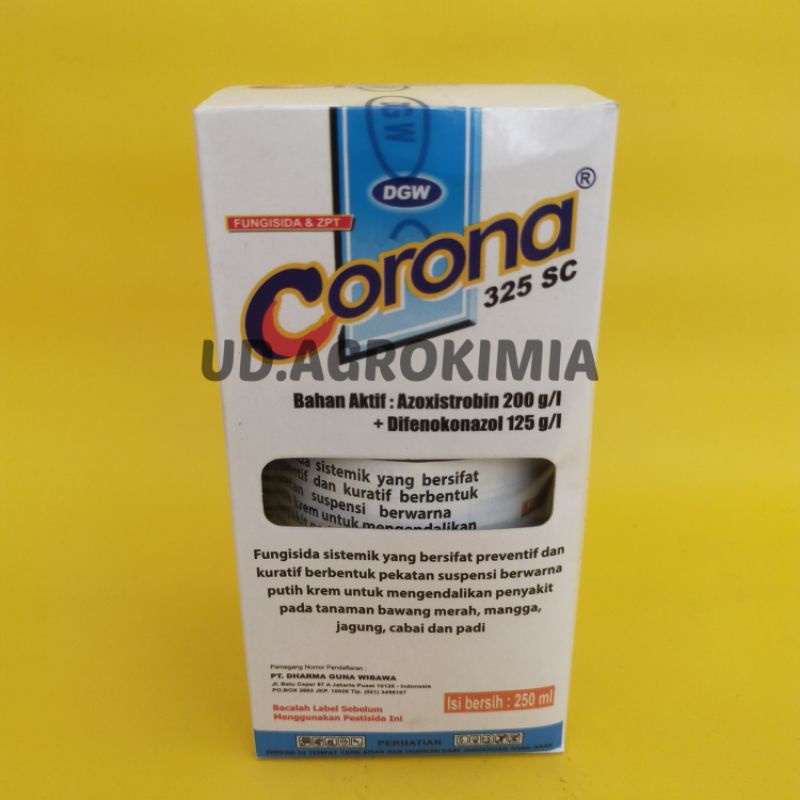 DGW
FUNGISIDA & ZPT
Corona®
325 SC
UD.AGROKIMIA
Bahan Aktif : Azoxistrobin 200 g/l
+ Difenokonazol 125 g/l
sistemik yang bersifat
dan kuratif berbentuk
suspensi berwarna
krem untuk mengendalikan
Fungisida sistemik yang bersifat preventif dan
kuratif berbentuk pekatan suspensi berwarna
putih krem untuk mengendalikan penyakit
pada tanaman bawang merah, mangga,
jagung, cabai dan padi
Pemegang Nomor Pendaftaran :
PT. DHARMA GUNA WIBAWA
Jakarta Pusat
Indonesia
Bacalah Label Sebelum
Menggunakan Pestisida Ini
Isi bersih : 250 ml
PERHATIAN